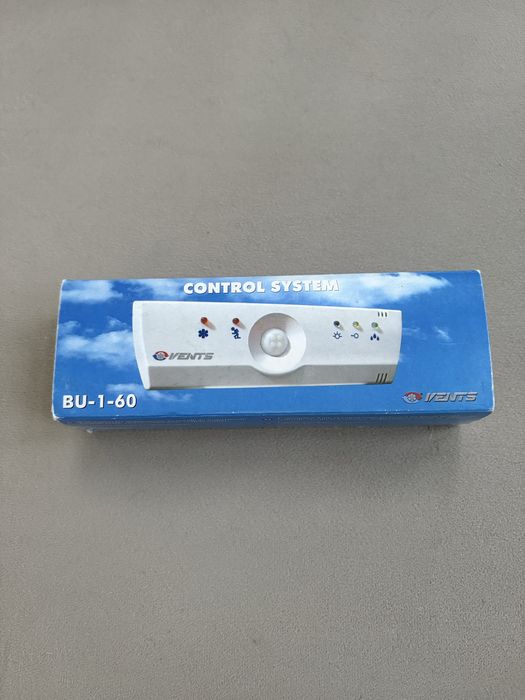 CONTROL SYSTEM
VENTS
BU-1-60
VENTS